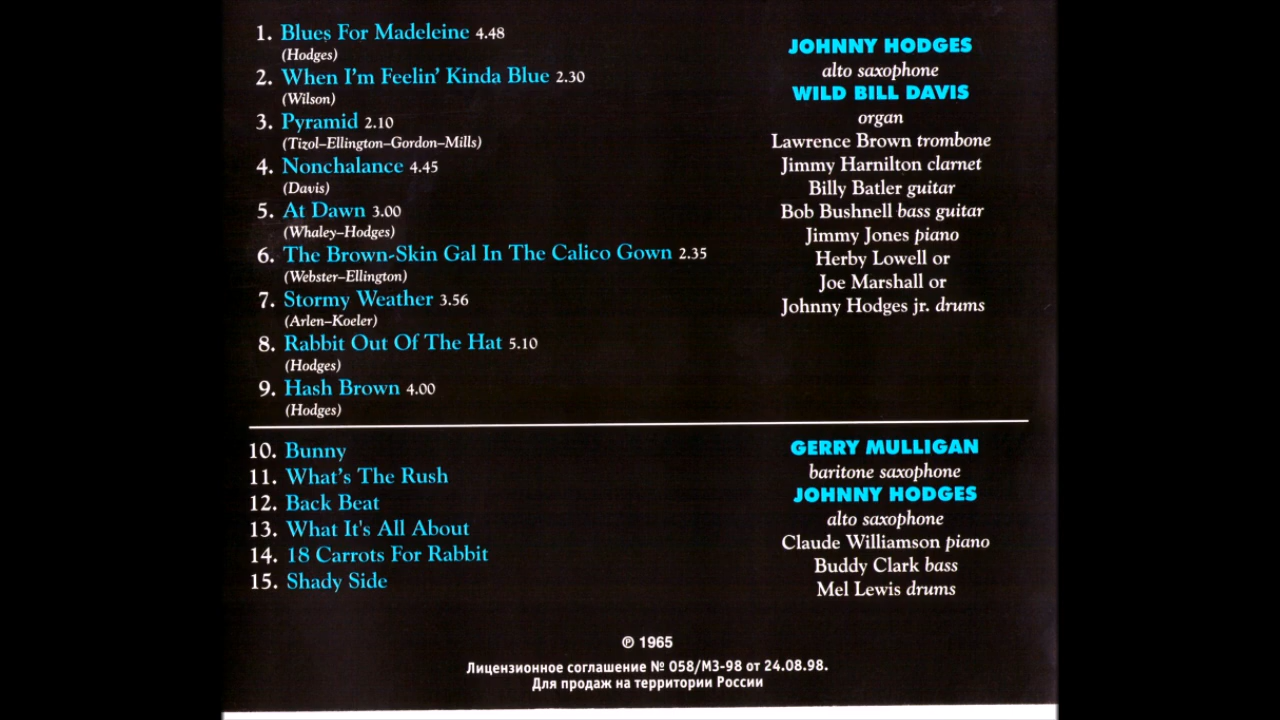 1. Blues For Madeleine 4.48
(Hodges)
2. When I'm Feelin' Kinda Blue 2.30
(Wilson)
3. Pyramid 2.10
(Tizol–Ellington–Gordon–Mills)
4. Nonchalance 4.45
(Davis)
5. At Dawn 3.00
(Whaley–Hodges)
6. The Brown-Skin Gal In The Calico Gown 2.35
(Webster–Ellington)
7. Stormy Weather 3.56
(Arlen–Koeler)
8. Rabbit Out Of The Hat 5.10
(Hodges)
9. Hash Brown 4.00
(Hodges)
JOHNNY HODGES
alto saxophone
WILD BILL DAVIS
organ
Lawrence Brown trombone
Jimmy Harnilton clarnet
Billy Batler guitar
Bob Bushnell bass guitar
Jimmy Jones piano
Herby Lowell or
Joe Marshall or
Johnny Hodges jr. drums
10. Bunny
11. What's The Rush
12. Back Beat
13. What It's All About
14. 18 Carrots For Rabbit
15. Shady Side
GERRY MULLIGAN
baritone saxophone
JOHNNY HODGES
alto saxophone
Claude Williamson piano
Buddy Clark bass
Mel Lewis drums
℗ 1965
Лицензионное соглашение № 058/МЗ-98 от 24.08.98.
Для продаж на территории России